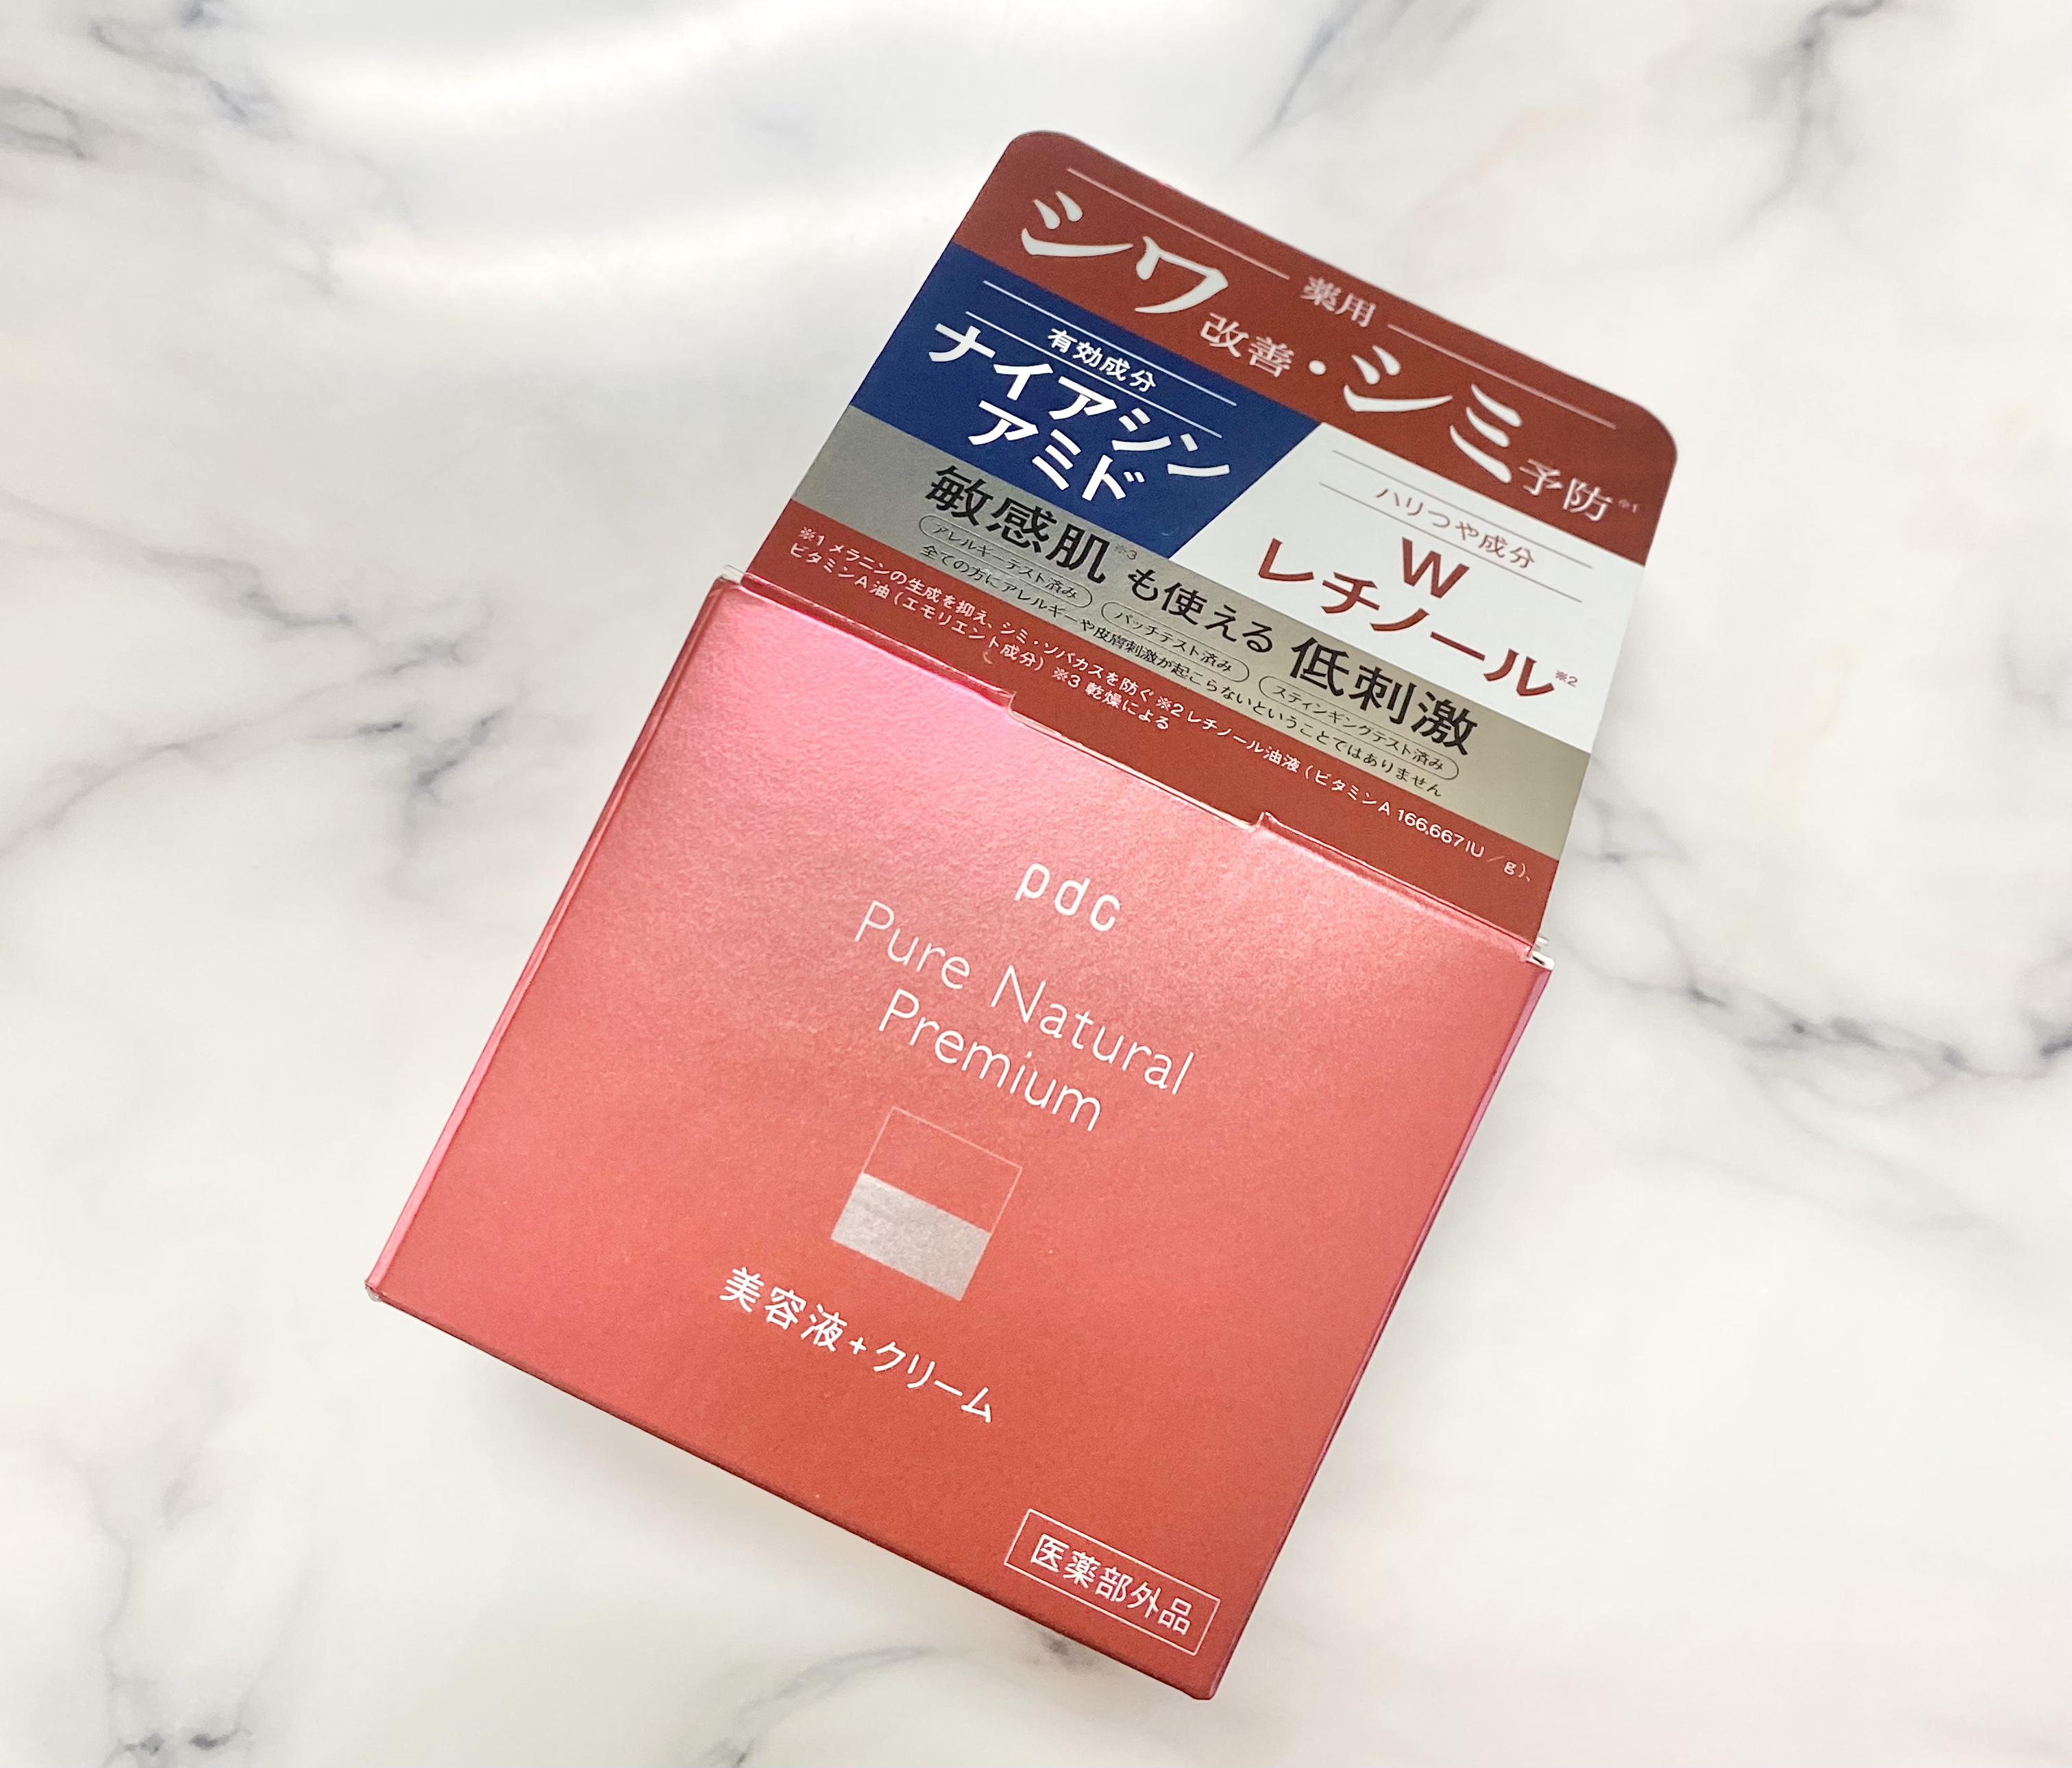 薬用
シワ改善・シミ予防※1
有効成分
ナイアシン
アミド
ハリつや成分
W
レチノール※2
敏感肌※3も使える低刺激
アレルギーテスト済み パッチテスト済み スティンギングテスト済み
全ての方にアレルギーや皮膚刺激が起こらないということではありません
※1 メラニンの生成を抑え、シミ・ソバカスを防ぐ ※2 レチノール油液（ビタミンA 166,667IU／g）、
ビタミンA油（エモリエント成分） ※3 乾燥による
pdc
Pure Natural
Premium
美容液+クリーム
医薬部外品